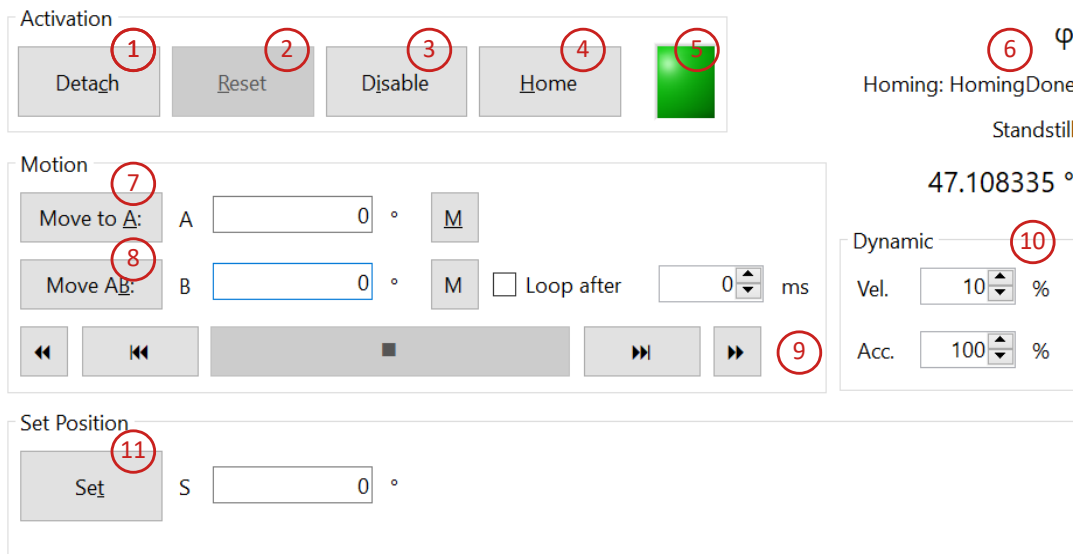 Activation
1 2 3 4 5 6
φ
Detach Reset Disable Home
Homing: HomingDone
Standstill
Motion
7
47.108335 °
Move to A: A 0 ° M
Dynamic 10
8
Move AB: B 0 ° M Loop after 0 ms
Vel. 10 %
9
Acc. 100 %
Set Position
11
Set S 0 °